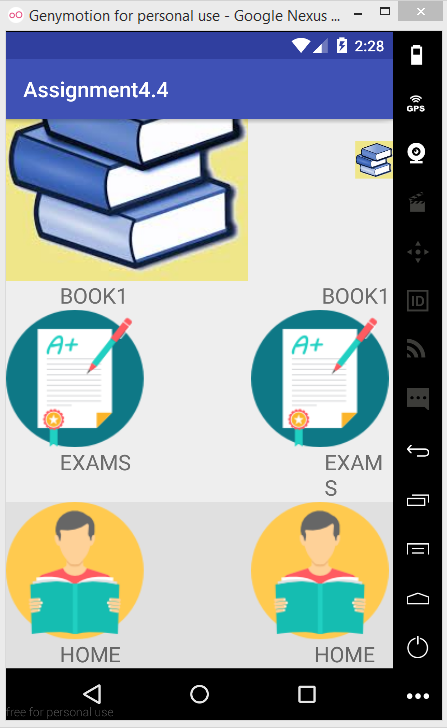 Genymotion for personal use - Google Nexus ...
2:28
Assignment4.4
BOOK1
BOOK1
A+
A+
EXAMS
EXAM
S
HOME
HOME
free for personal use
GPS
ID